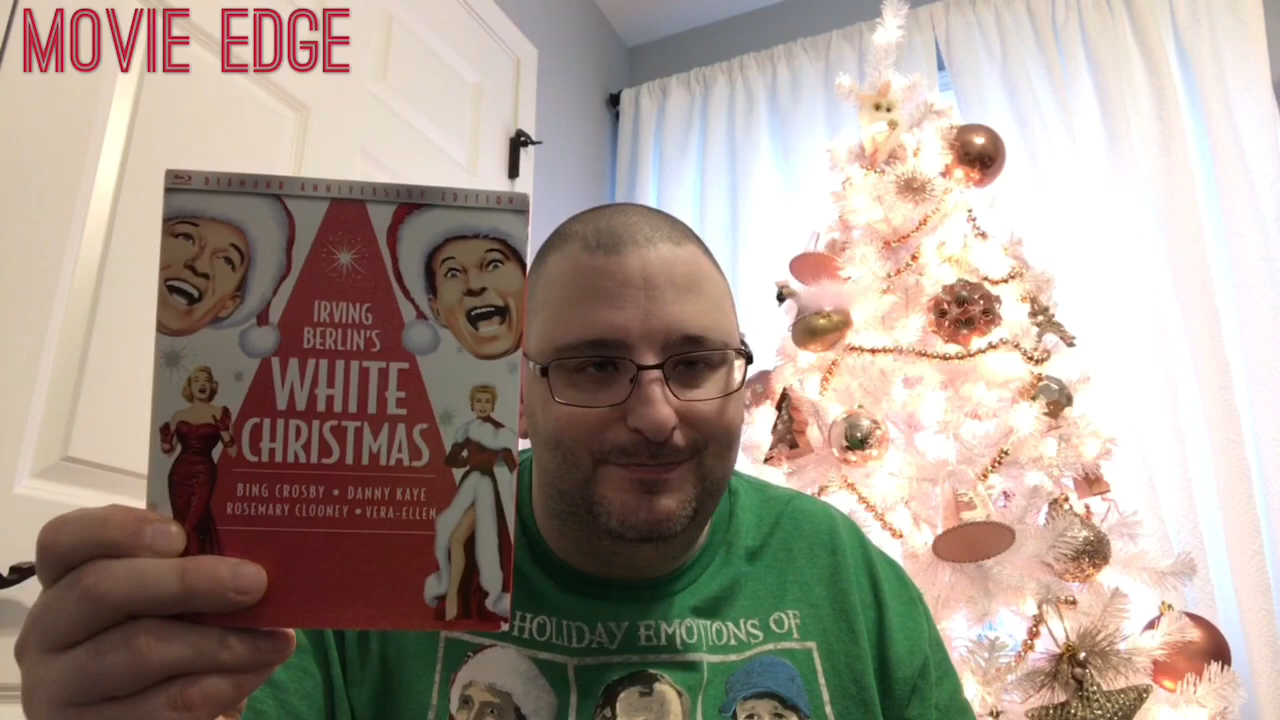 MOVIE EDGE
DIAMOND ANNIVERSARY EDITION
IRVING
BERLIN'S
WHITE
CHRISTMAS
BING CROSBY • DANNY KAYE
ROSEMARY CLOONEY • VERA-ELLEN
HOLIDAY EMOTIONS OF